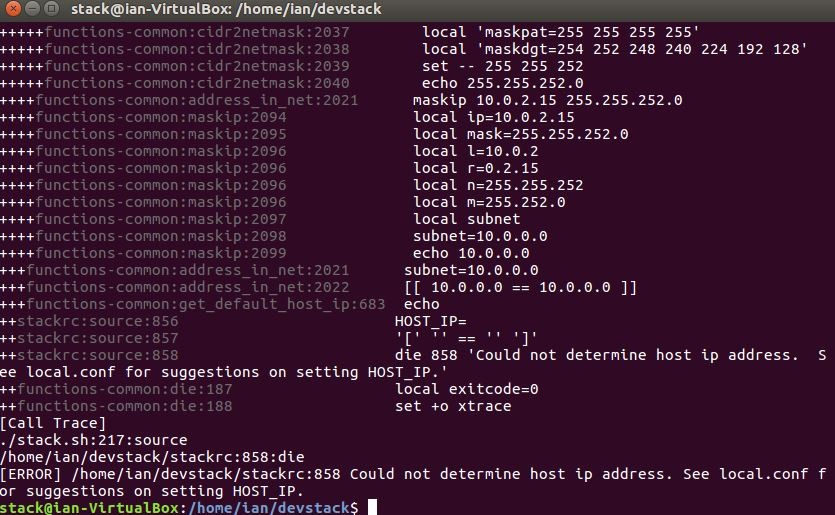 stack@ian-VirtualBox: /home/ian/devstack
+++++functions-common:cidr2netmask:2037 local 'maskpat=255 255 255 255'
+++++functions-common:cidr2netmask:2038 local 'maskdgt=254 252 248 240 224 192 128'
+++++functions-common:cidr2netmask:2039 set -- 255 255 252
+++++functions-common:cidr2netmask:2040 echo 255.255.252.0
++++functions-common:address_in_net:2021 maskip 10.0.2.15 255.255.252.0
++++functions-common:maskip:2094 local ip=10.0.2.15
++++functions-common:maskip:2095 local mask=255.255.252.0
++++functions-common:maskip:2096 local l=10.0.2
++++functions-common:maskip:2096 local r=0.2.15
++++functions-common:maskip:2096 local n=255.255.252
++++functions-common:maskip:2096 local m=255.252.0
++++functions-common:maskip:2097 local subnet
++++functions-common:maskip:2098 subnet=10.0.0.0
++++functions-common:maskip:2099 echo 10.0.0.0
+++functions-common:address_in_net:2021 subnet=10.0.0.0
+++functions-common:address_in_net:2022 [[ 10.0.0.0 == 10.0.0.0 ]]
+++functions-common:get_default_host_ip:683 echo
++stackrc:source:856 HOST_IP=
++stackrc:source:857 '[' '' == '' ']'
++stackrc:source:858 die 858 'Could not determine host ip address.  S
ee local.conf for suggestions on setting HOST_IP.'
++functions-common:die:187 local exitcode=0
++functions-common:die:188 set +o xtrace
[Call Trace]
./stack.sh:217:source
/home/ian/devstack/stackrc:858:die
[ERROR] /home/ian/devstack/stackrc:858 Could not determine host ip address. See local.conf f
or suggestions on setting HOST_IP.
stack@ian-VirtualBox:/home/ian/devstack$